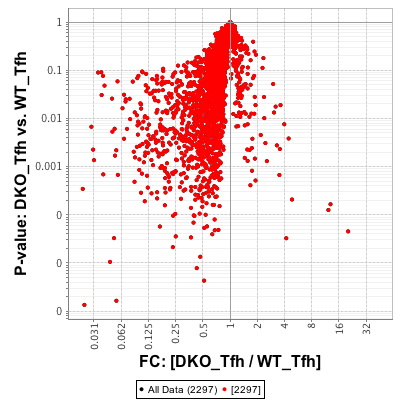 P-value: DKO_Tfh vs. WT_Tfh
1
0.1
0.01
0.001
0
0
0
0.031 0.062 0.125 0.25 0.5 1 2 4 8 16 32
FC: [DKO_Tfh / WT_Tfh]
All Data (2297) [2297]